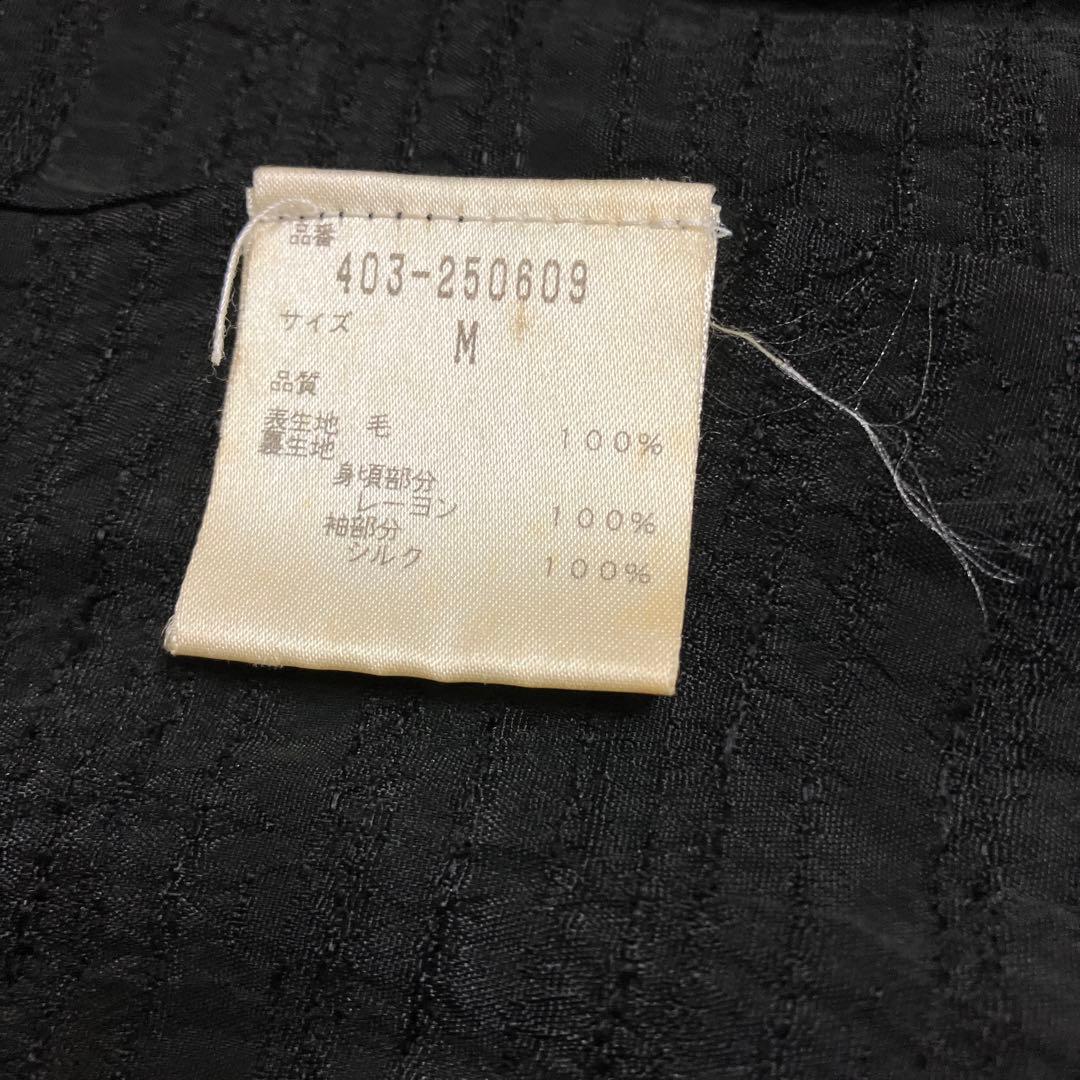 品番
403-250609
サイズ
M
品質
表生地 毛 100%
裏生地
身頃部分
レーヨン 100%
袖部分
シルク 100%